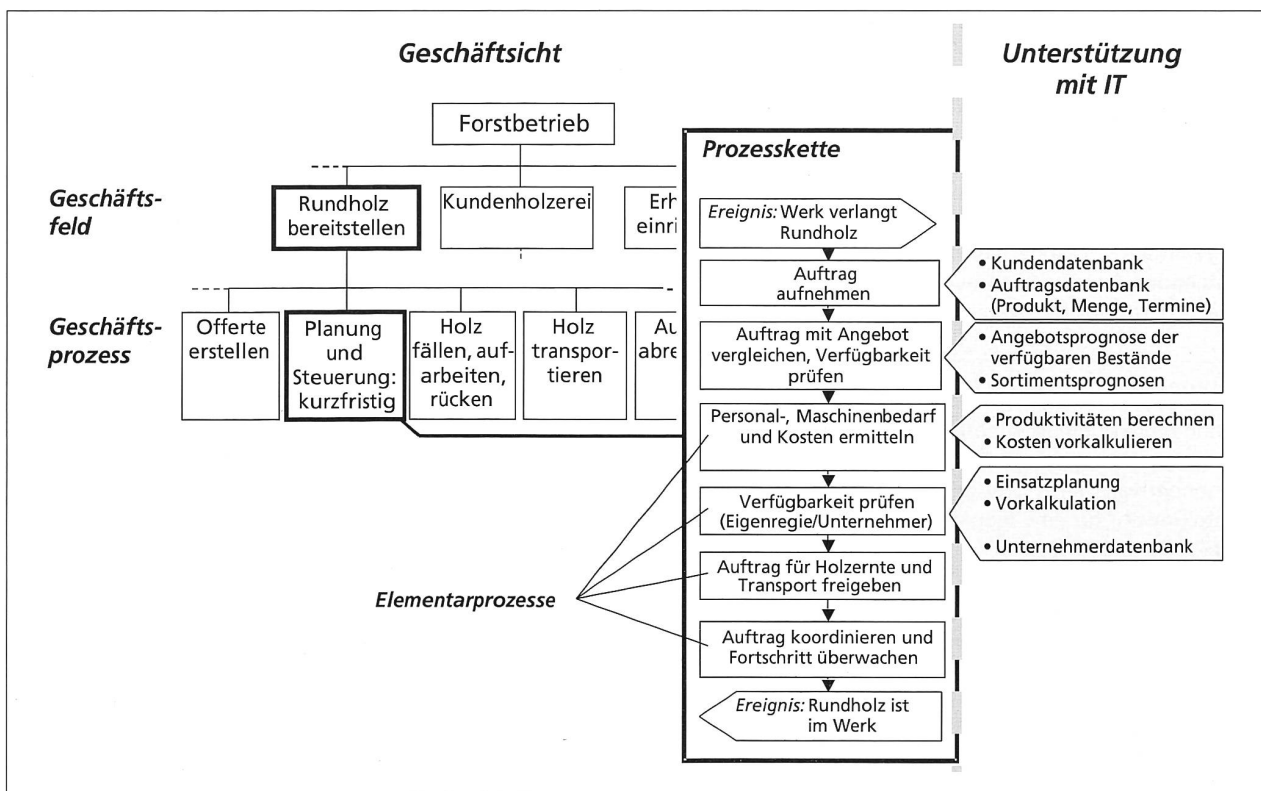 Geschäftsicht
Unterstützung
mit IT
Forstbetrieb
Geschäfts-
feld
Rundholz
bereitstellen
Kundenholzerei
Erh
einri
Geschäfts-
prozess
Offerte
erstellen
Planung
und
Steuerung:
kurzfristig
Holz
fällen, auf-
arbeiten,
rücken
Holz
transpor-
tieren
Au
abre
Prozesskette
Ereignis: Werk verlangt
Rundholz
Auftrag
aufnehmen
Auftrag mit Angebot
vergleichen, Verfügbarkeit
prüfen
Personal-, Maschinenbedarf
und Kosten ermitteln
Verfügbarkeit prüfen
(Eigenregie/Unternehmer)
Auftrag für Holzernte und
Transport freigeben
Auftrag koordinieren und
Fortschritt überwachen
Ereignis: Rundholz ist
im Werk
Elementarprozesse
• Kundendatenbank
• Auftragsdatenbank
(Produkt, Menge, Termine)
• Angebotsprognose der
verfügbaren Bestände
• Sortimentsprognosen
• Produktivitäten berechnen
• Kosten vorkalkulieren
• Einsatzplanung
• Vorkalkulation
• Unternehmerdatenbank